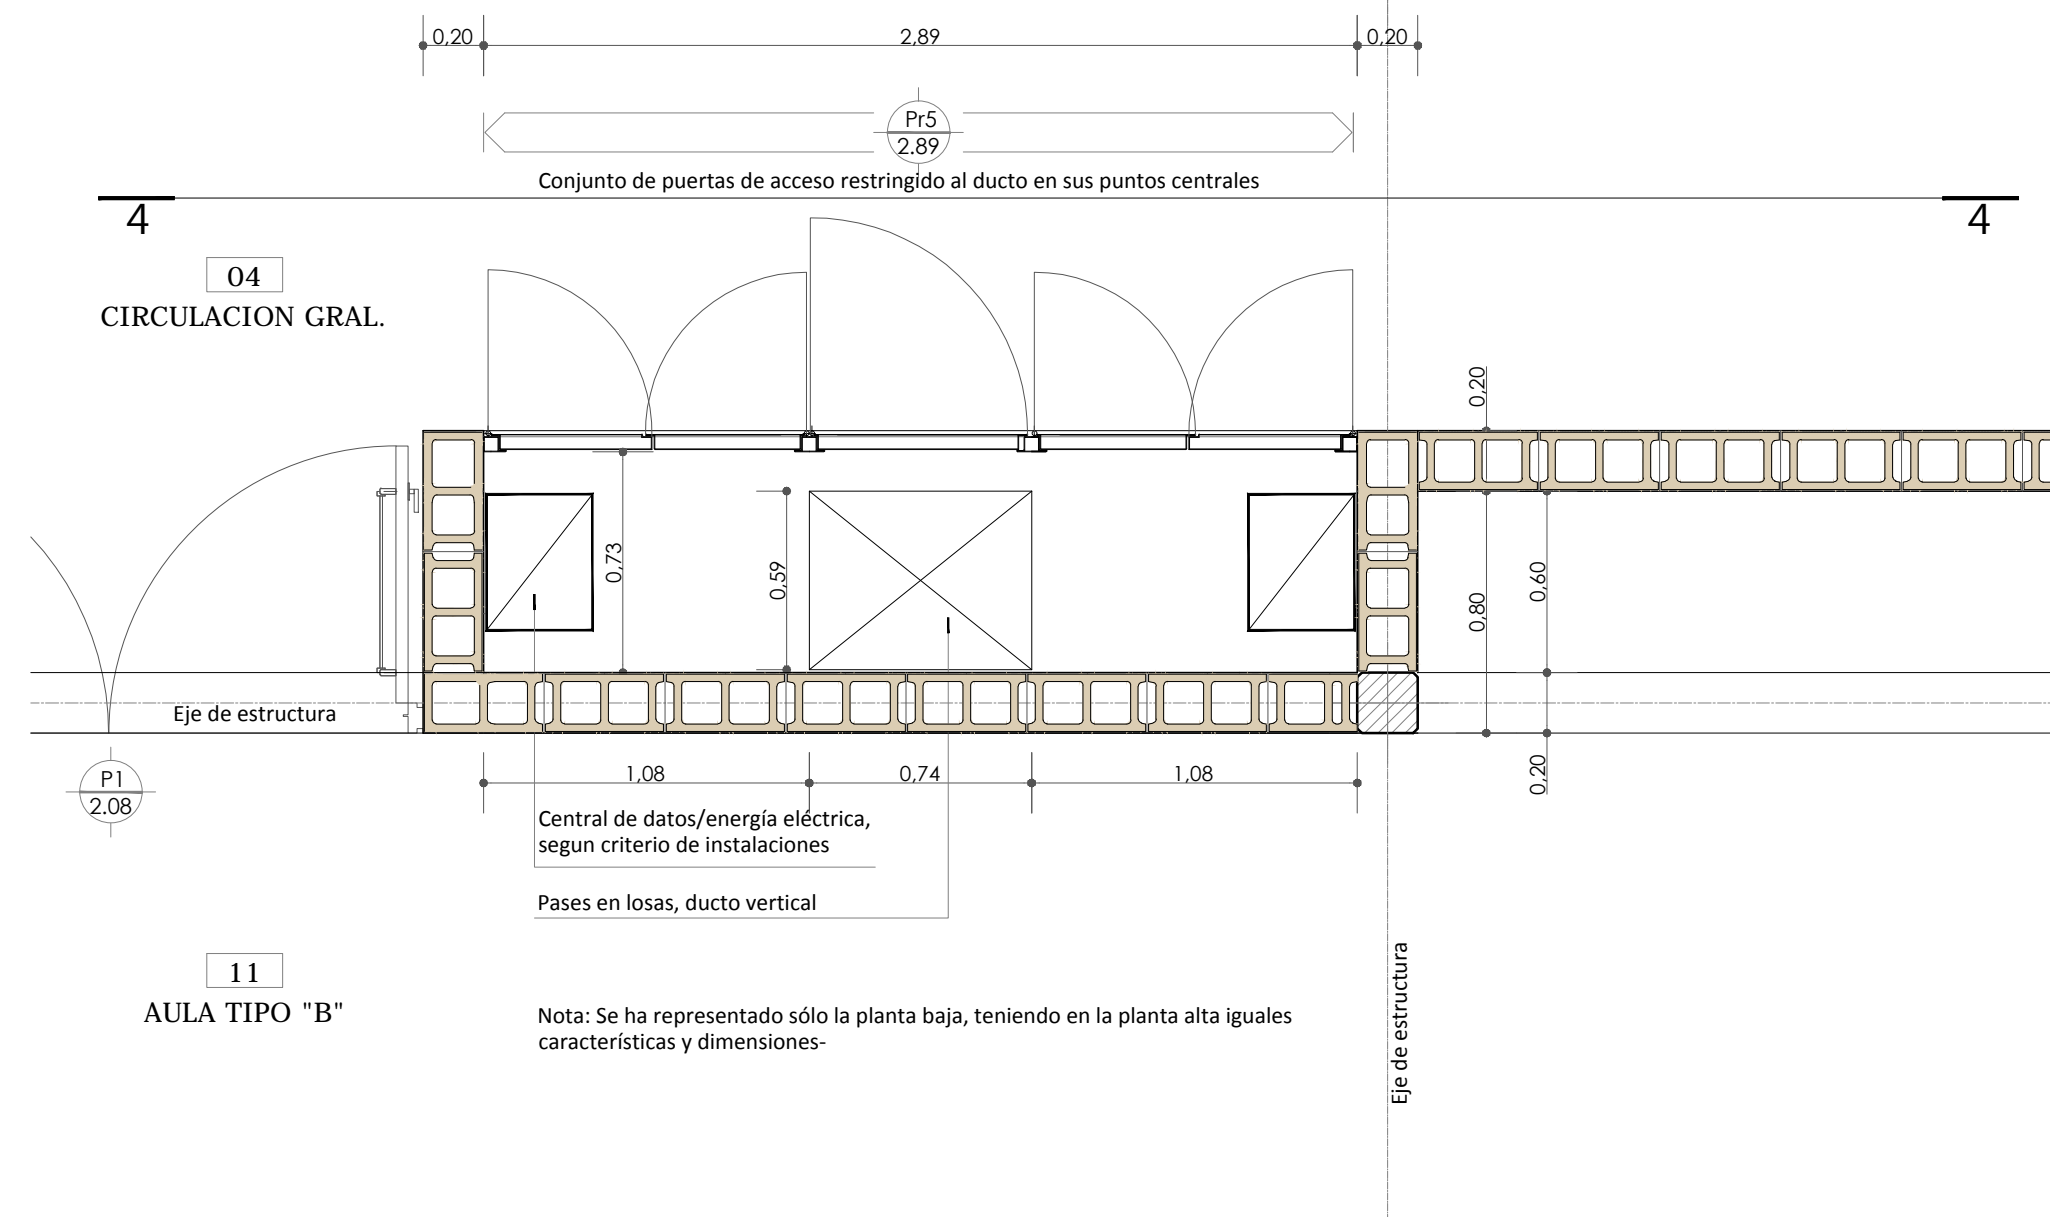 0,20
2,89
0,20
Pr5
2.89
Conjunto de puertas de acceso restringido al ducto en sus puntos centrales
4
4
04
CIRCULACION GRAL.
0,20
0,73
0,59
0,80
0,60
Eje de estructura
P1
2.08
1,08
0,74
1,08
0,20
Central de datos/energía eléctrica,
segun criterio de instalaciones
Pases en losas, ducto vertical
11
AULA TIPO "B"
Eje de estructura
Nota: Se ha representado sólo la planta baja, teniendo en la planta alta iguales
características y dimensiones-